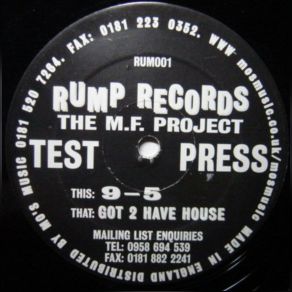 MADE IN ENGLAND DISTRIBUTED BY MO'S MUSIC 0181 520 7264. FAX: 0181 223 0352. www.mosmusic.co.uk/mosmusic
RUM001
RUMP RECORDS
THE M.F. PROJECT
TEST PRESS
THIS: 9-5
THAT: GOT 2 HAVE HOUSE
MAILING LIST ENQUIRIES
TEL: 0958 694 539
FAX: 0181 882 2241